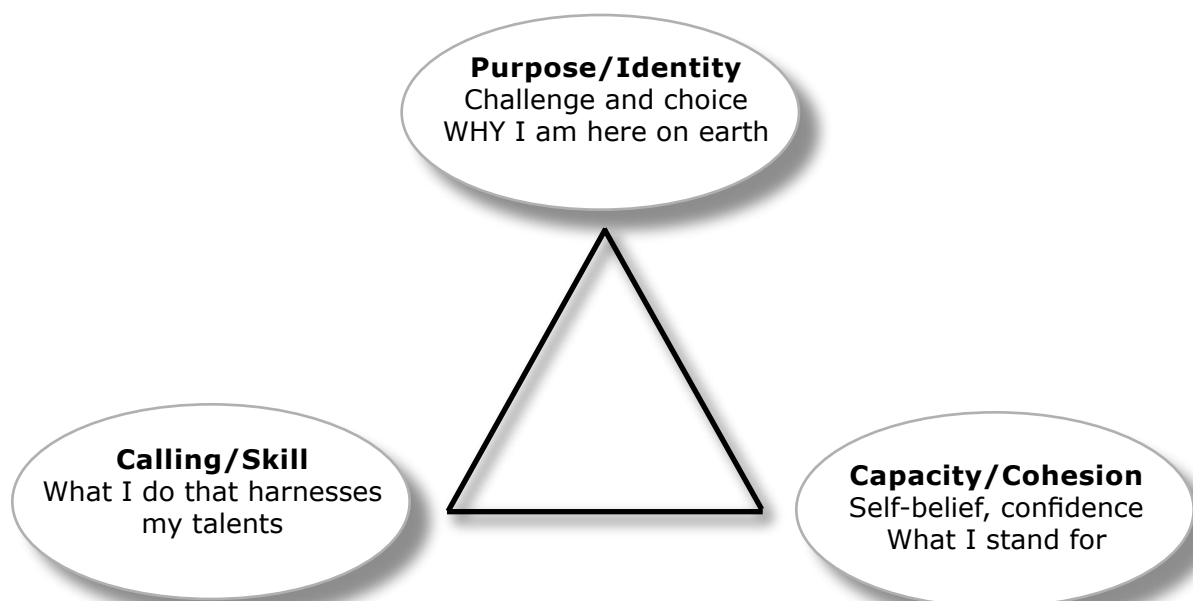 Purpose/Identity
Challenge and choice
WHY I am here on earth
Calling/Skill
What I do that harnesses
my talents
Capacity/Cohesion
Self-belief, confidence
What I stand for